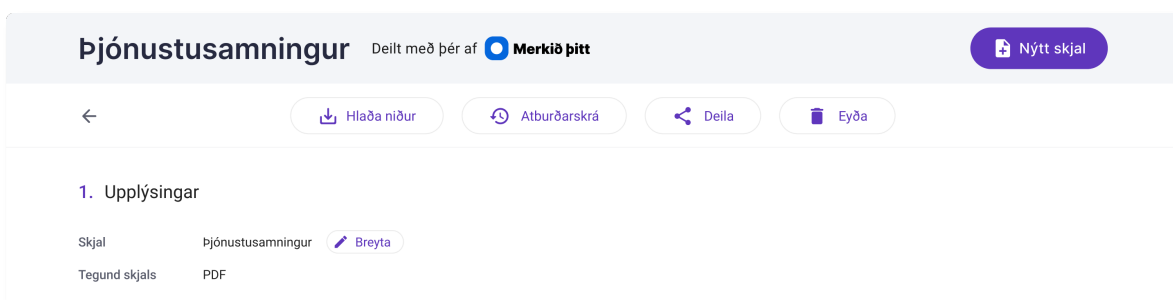 Þjónustusamningur Deilt með þér af Merkið þitt Nýtt skjal
Hlaða niður Atburðarskrá Deila Eyða
1. Upplýsingar
Skjal Þjónustusamningur Breyta
Tegund skjals PDF